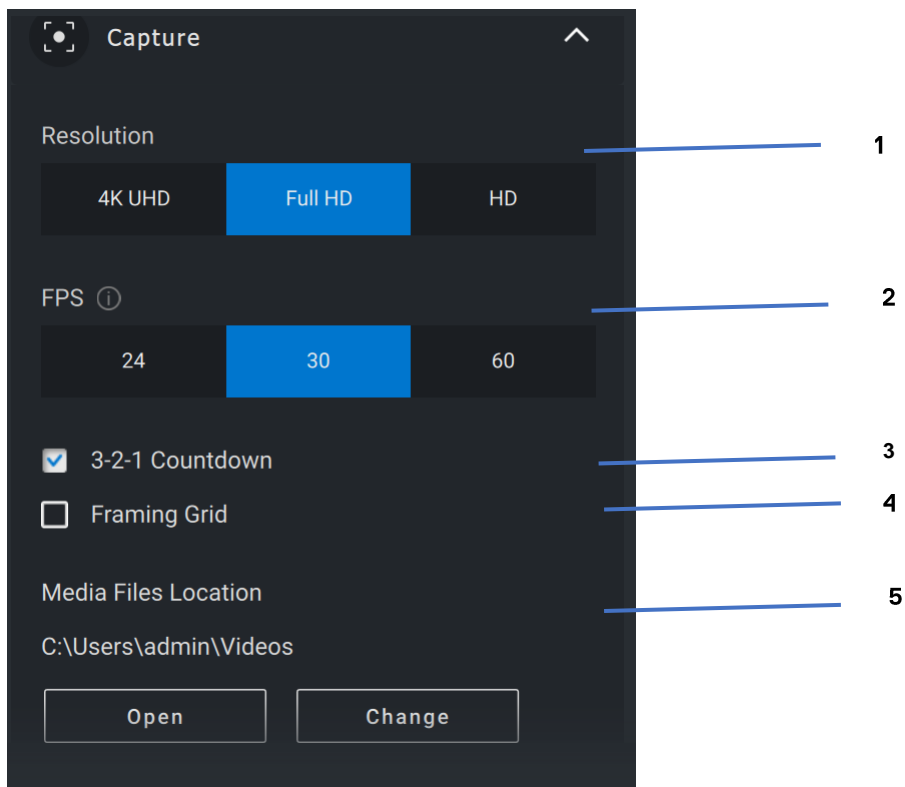 Capture
Resolution 1
4K UHD Full HD HD
FPS 2
24 30 60
3-2-1 Countdown 3
Framing Grid 4
Media Files Location 5
C:\Users\admin\Videos
Open Change